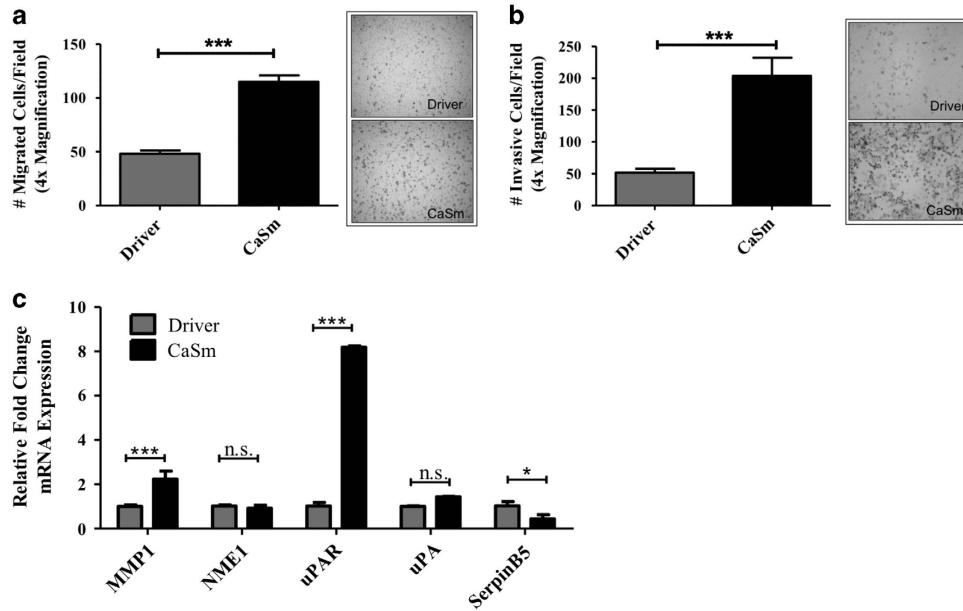 a
# Migrated Cells/Field
(4x Magnification)
150
100
50
0
***
Driver
CaSm
Driver
CaSm
b
# Invasive Cells/Field
(4x Magnification)
250
200
150
100
50
0
***
Driver
CaSm
Driver
CaSm
c
Relative Fold Change
mRNA Expression
10
8
6
4
2
0
Driver
CaSm
***
n.s.
***
n.s.
*
MMP1
NME1
uPAR
uPA
SerpinB5